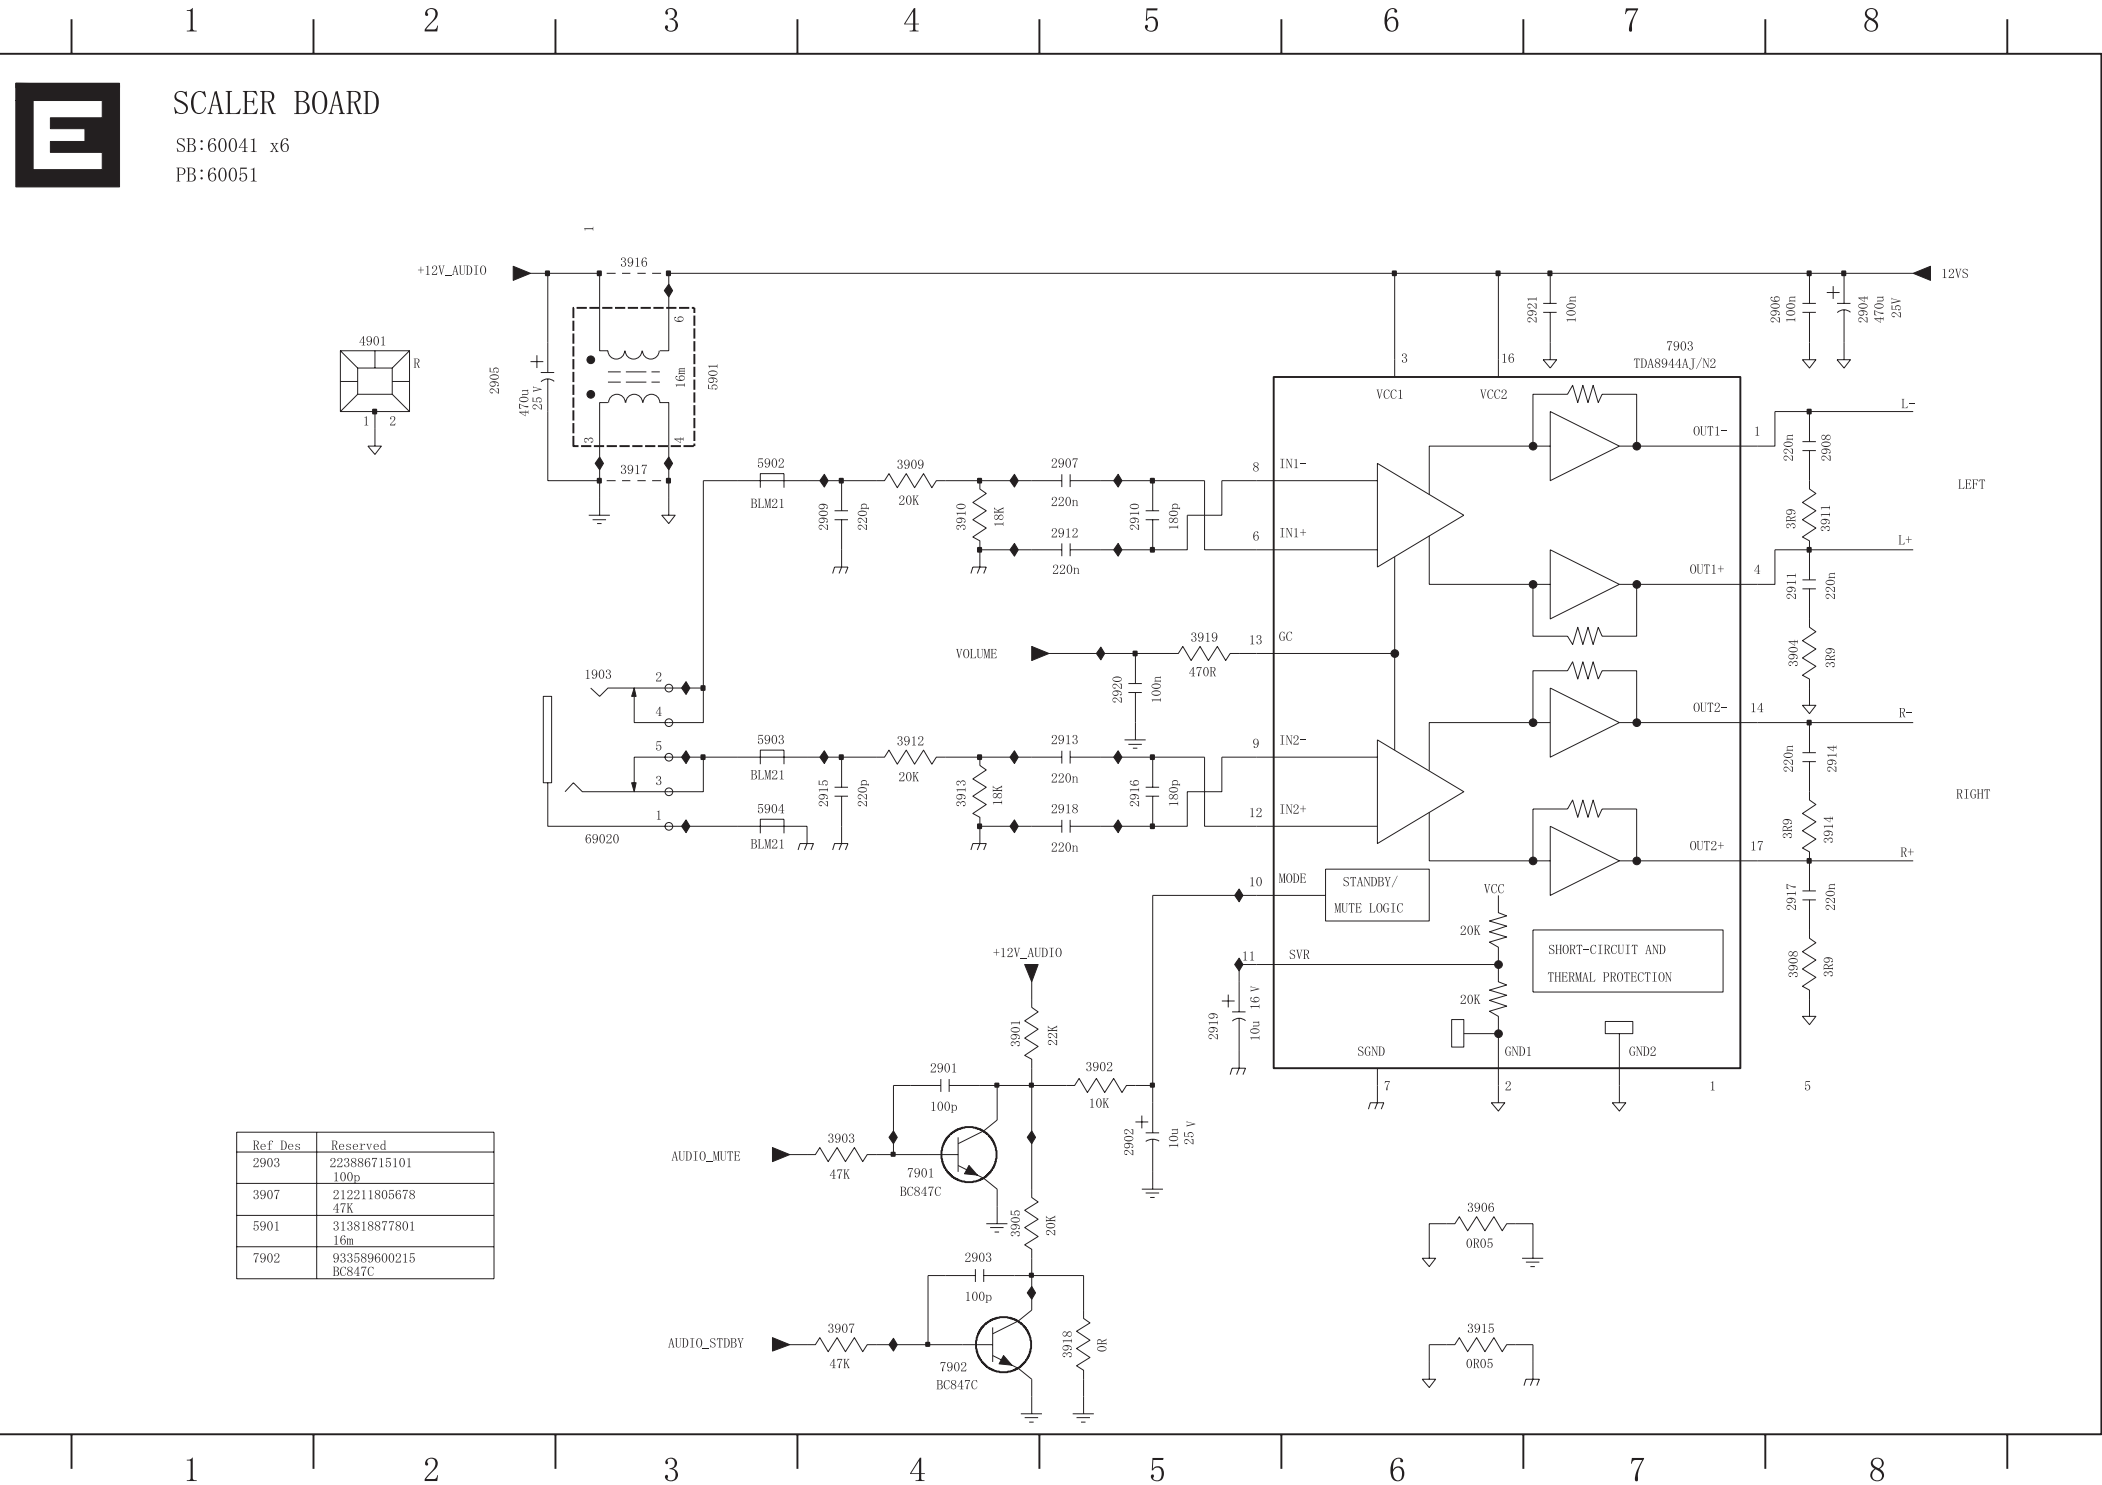 1 2 3 4 5 6 7 8
E
SCALER BOARD
SB:60041 x6
PB:60051
1
+12V_AUDIO
3916
12VS
6
2905
470u
25 V
16m
5901
3
4
3917
4901
R
1 2
2921
100n
2906
100n
2904
470u
25V
7903
TDA8944AJ/N2
3
16
VCC1
VCC2
5902
BLM21
2909
220p
3909
20K
3910
18K
2907
220n
2912
220n
2910
180p
8
IN1-
6
IN1+
OUT1-
1
L-
220n
2908
LEFT
3R9
3911
OUT1+
4
L+
2911
220n
3904
3R9
VOLUME
2920
100n
3919
470R
13
GC
1903
2
4
5
3
1
69020
5903
BLM21
5904
BLM21
2915
220p
3912
20K
3913
18K
2913
220n
2918
220n
2916
180p
9
IN2-
12
IN2+
OUT2-
14
R-
220n
2914
RIGHT
3R9
3914
OUT2+
17
R+
2917
220n
3908
3R9
10
MODE
STANDBY/
MUTE LOGIC
VCC
20K
20K
11
SVR
SHORT-CIRCUIT AND
THERMAL PROTECTION
2919
10u
16 V
SGND
GND1
GND2
7
2
1
5
+12V_AUDIO
3901
22K
2901
100p
3902
10K
2902
10u
25 V
AUDIO_MUTE
3903
47K
7901
BC847C
3905
20K
2903
100p
AUDIO_STDBY
3907
47K
7902
BC847C
3918
0R
3906
0R05
3915
0R05
Ref Des Reserved
2903 223886715101
100p
3907 212211805678
47K
5901 313818877801
16m
7902 933589600215
BC847C
1 2 3 4 5 6 7 8